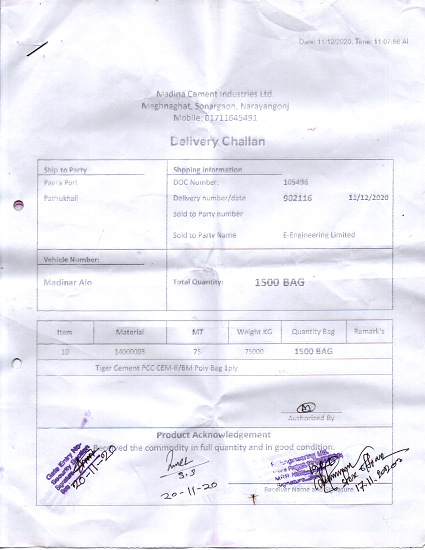 Date: 11/12/2020, Time: 11:07:56 AI
Madina Cement Industries Ltd.
Meghnaghat, Sonargaon, Narayangonj
Mobile: 01711645491
Delivery Challan
Ship to Party
Shpping Information
Payra Port
DOC Number: 105496
Pathukhali
Delivery number/date 902116 11/12/2020
Sold to Party number
Sold to Party Name E-Engineering Limited
Vehicle Number:
Madinar Alo
Total Quantity: 1500 BAG
Item Material MT Weight KG Quantity Bag Remark's
10 14000003 75 75000 1500 BAG
Tiger Cement PCC CEM-II/BM Poly Bag 1ply
Authorized By
Product Acknowledgement
Received the commodity in full quantity and in good condition.
20-11-20
20-11-20
17.11.2020
Receiver Name and Signature